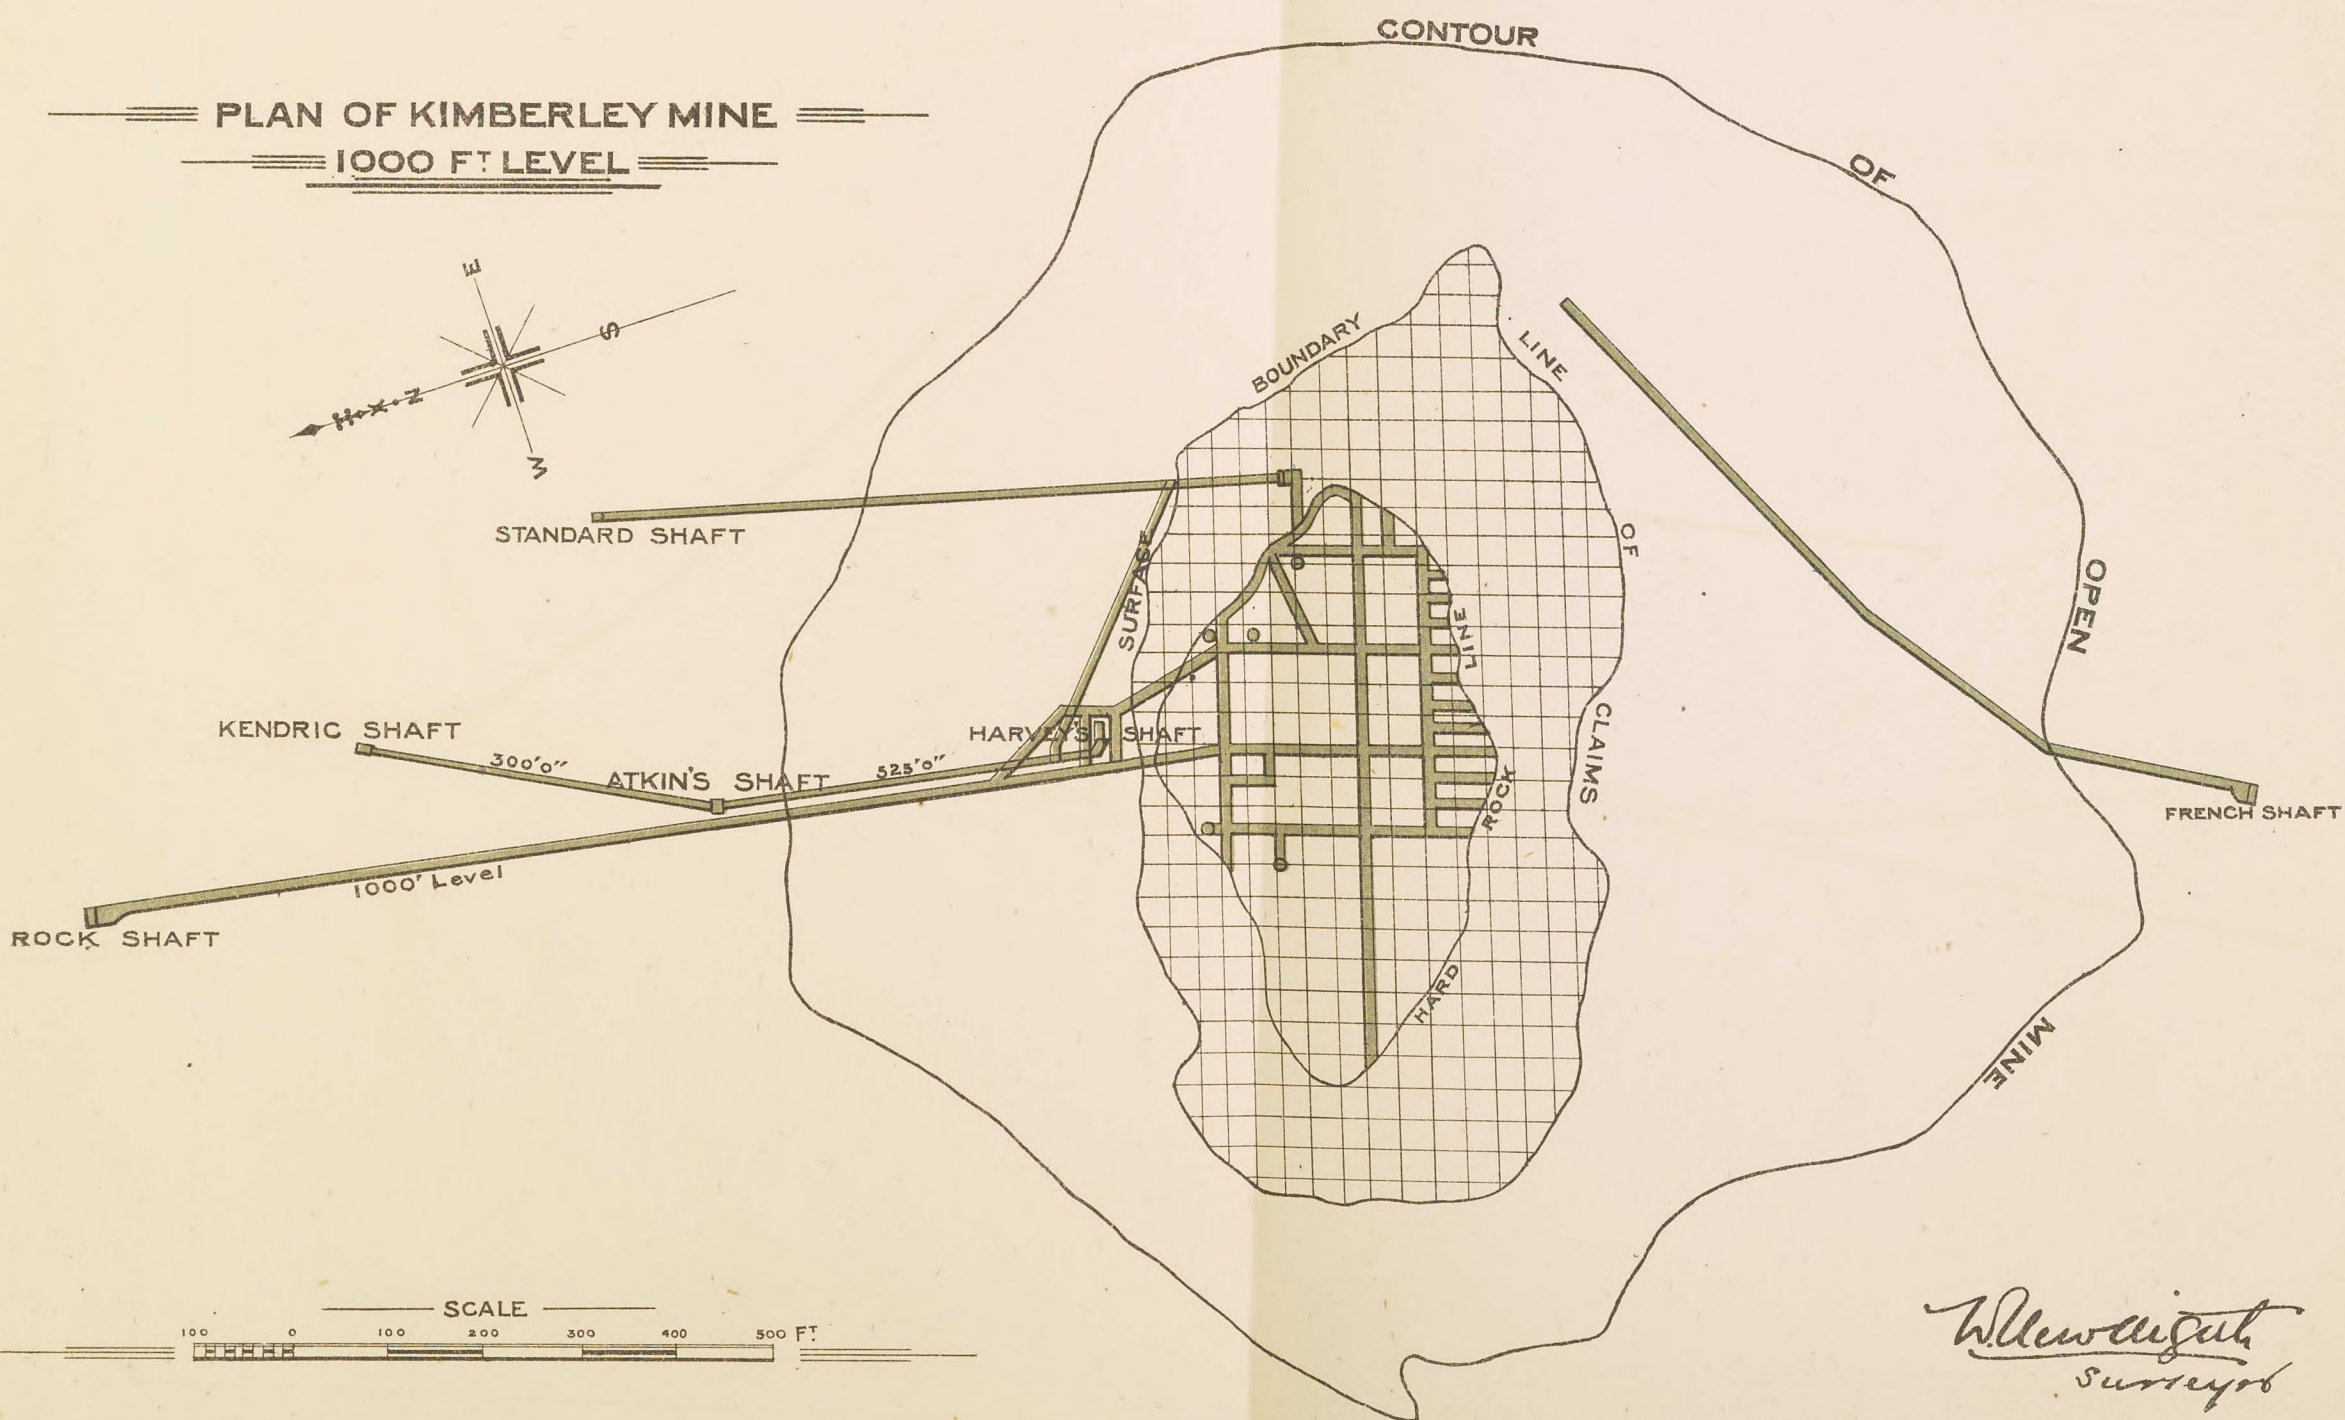 PLAN OF KIMBERLEY MINE
1000 FT LEVEL
CONTOUR
OF
OPEN
MINE
E
S
N
W
BOUNDARY
LINE
OF
CLAIMS
SURFACE
STANDARD SHAFT
LINE
ROCK
HARD
KENDRIC SHAFT
300'0"
ATKIN'S SHAFT
525'0"
HARVEY'S SHAFT
FRENCH SHAFT
1000' Level
ROCK SHAFT
SCALE
100 0 100 200 300 400 500 FT
Surveyor